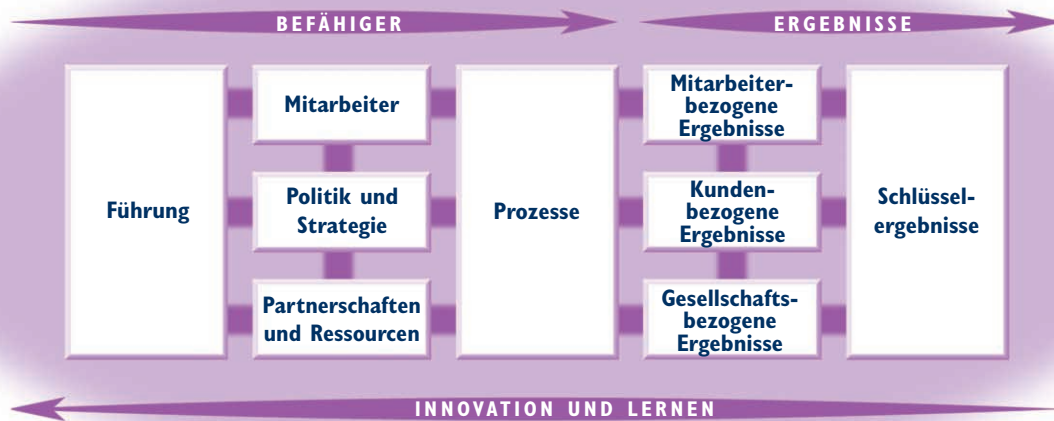 BEFÄHIGER
ERGEBNISSE
Führung
Mitarbeiter
Politik und
Strategie
Partnerschaften
und Ressourcen
Prozesse
Mitarbeiter-
bezogene
Ergebnisse
Kunden-
bezogene
Ergebnisse
Gesellschafts-
bezogene
Ergebnisse
Schlüssel-
ergebnisse
INNOVATION UND LERNEN